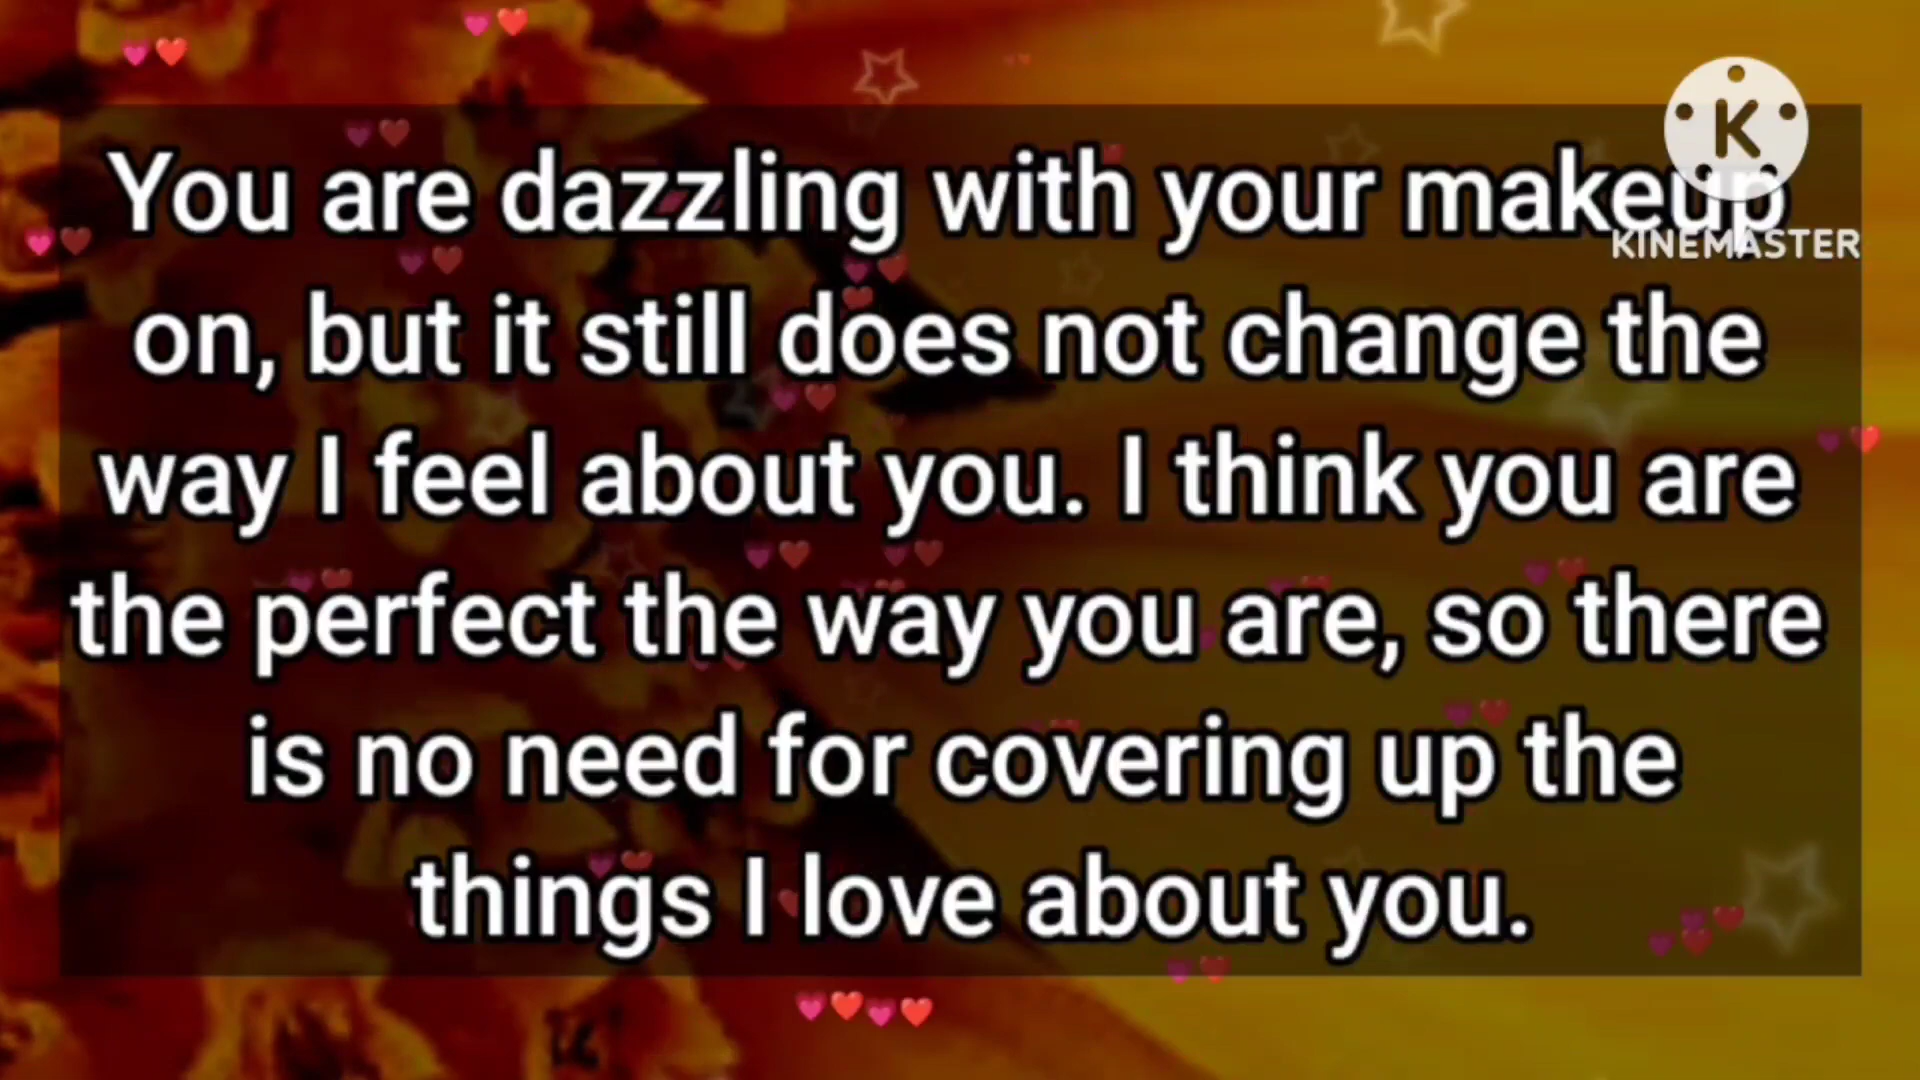 You are dazzling with your makeup
on, but it still does not change the
way I feel about you. I think you are
the perfect the way you are, so there
is no need for covering up the
things I love about you.
K
KINEMASTER